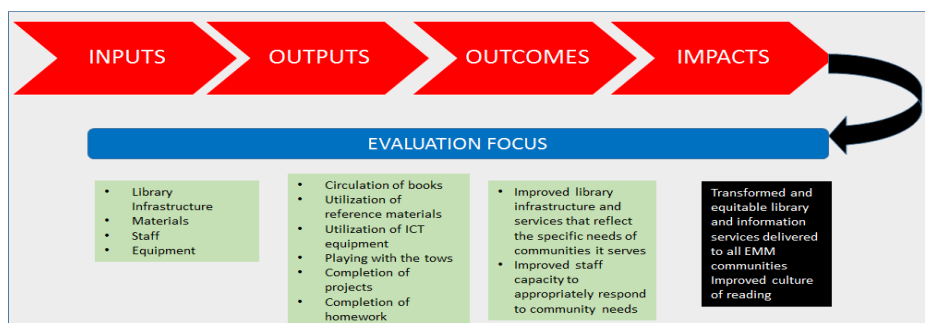 INPUTS
OUTPUTS
OUTCOMES
IMPACTS
EVALUATION FOCUS
• Library
Infrastructure
• Materials
• Staff
• Equipment
• Circulation of books
• Utilization of
reference materials
• Utilization of ICT
equipment
• Playing with the tows
• Completion of
projects
• Completion of
homework
• Improved library
infrastructure and
services that reflect
the specific needs of
communities it serves
• Improved staff
capacity to
appropriately respond
to community needs
Transformed and
equitable library
and information
services delivered
to all EMM
communities
Improved culture
of reading